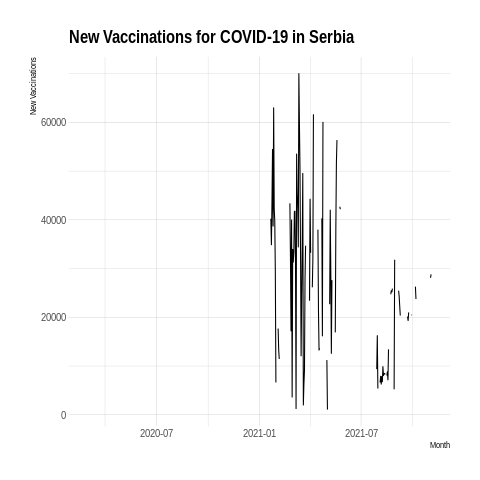 New Vaccinations for COVID-19 in Serbia
New Vaccinations
60000
40000
20000
0
2020-07
2021-01
2021-07
Month